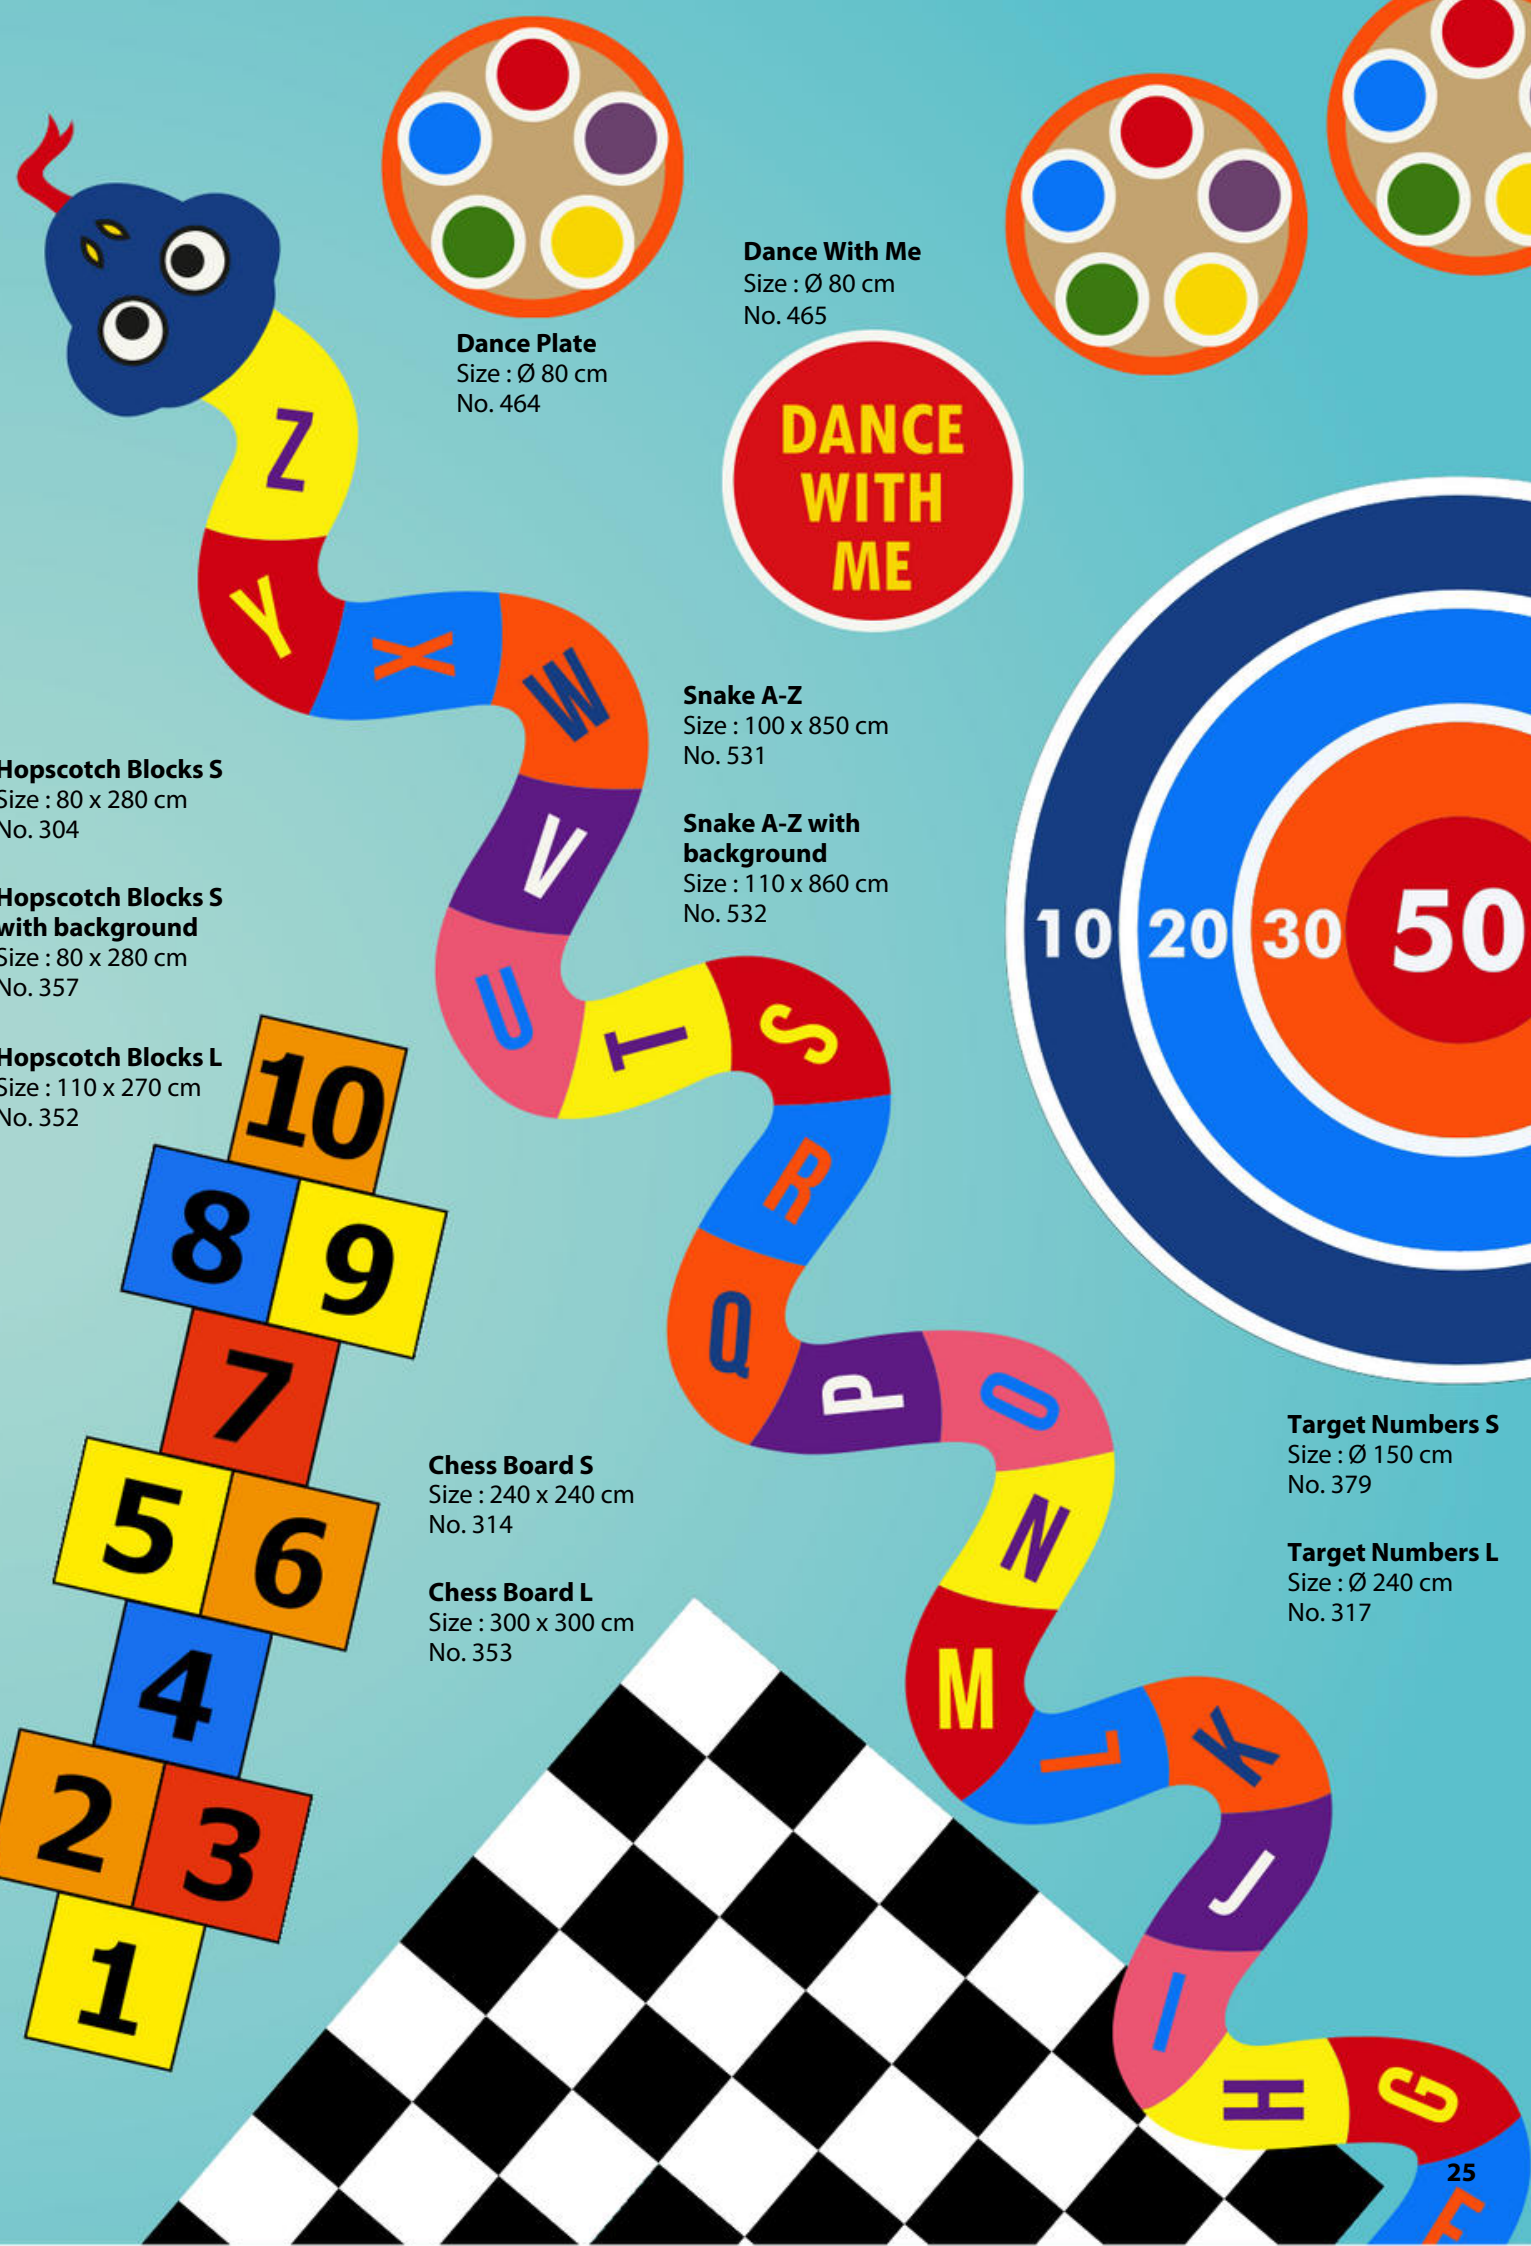 Dance With Me
Size : Ø 80 cm
No. 465
Dance Plate
Size : Ø 80 cm
No. 464
DANCE
WITH
ME
Z
Y
X
W
V
U
T
S
R
Q
P
O
N
M
L
K
J
I
H
G
F
Snake A-Z
Size : 100 x 850 cm
No. 531
Snake A-Z with
background
Size : 110 x 860 cm
No. 532
Hopscotch Blocks S
Size : 80 x 280 cm
No. 304
Hopscotch Blocks S
with background
Size : 80 x 280 cm
No. 357
Hopscotch Blocks L
Size : 110 x 270 cm
No. 352
10 20 30 50
10
8 9
7
5 6
4
2 3
1
Chess Board S
Size : 240 x 240 cm
No. 314
Chess Board L
Size : 300 x 300 cm
No. 353
Target Numbers S
Size : Ø 150 cm
No. 379
Target Numbers L
Size : Ø 240 cm
No. 317
25